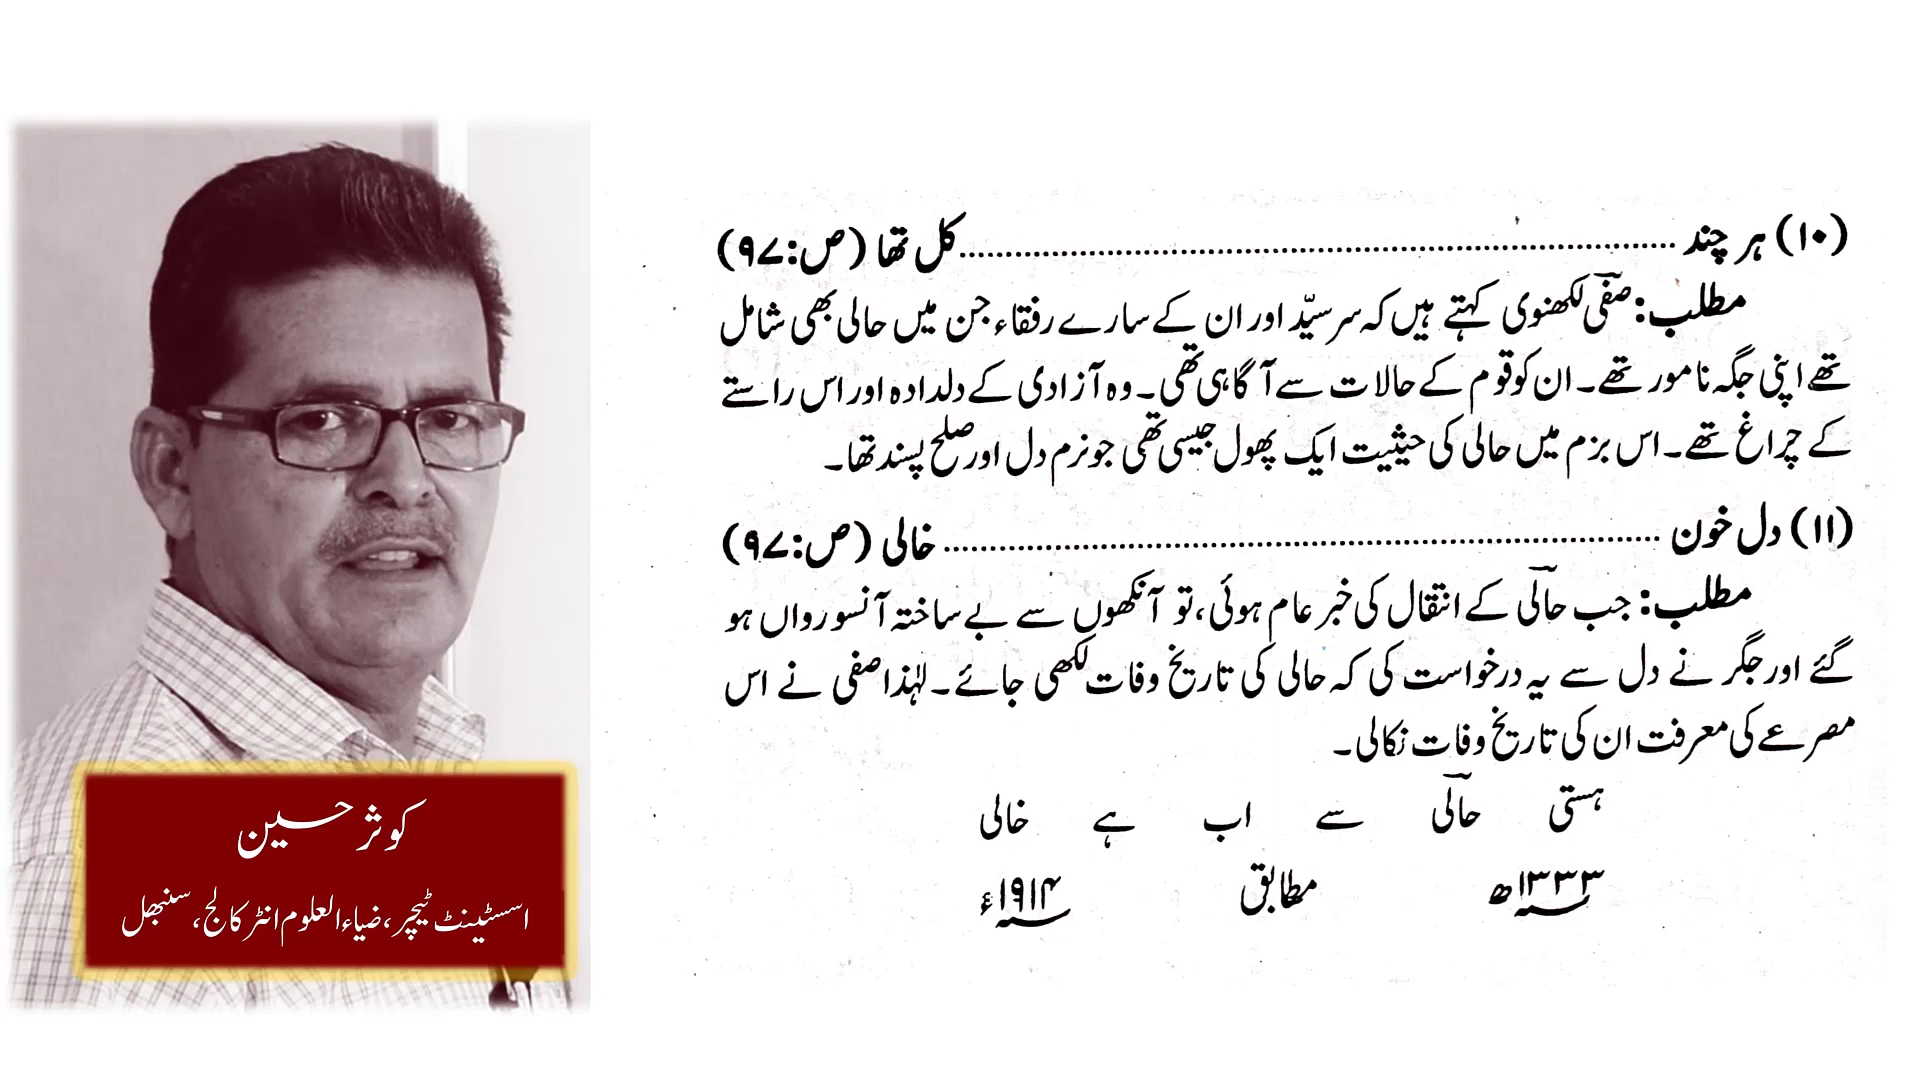 (۱۰) ہر چند ........................................ کل تھا (ص:۹۷)
مطلب: صفیؔ لکھنوی کہتے ہیں کہ سر سیّد اور ان کے سارے رفقاء جن میں حالی بھی شامل
تھے اپنی جگہ نامور تھے۔ ان کو قوم کے حالات سے آگاہی تھی۔ وہ آزادی کے دلدادہ اور اس راستے
کے چراغ تھے۔ اس بزم میں حالی کی حیثیت ایک پھول جیسی تھی جو نرم دل اور صلح پسند تھا۔
(۱۱) دل خون ........................................ خالی (ص:۹۷)
مطلب: جب حالیؔ کے انتقال کی خبر عام ہوئی، تو آنکھوں سے بے ساختہ آنسو رواں ہو
گئے اور جگر نے دل سے یہ درخواست کی کہ حالی کی تاریخ وفات لکھی جائے۔ لہٰذا صفی نے اس
مصرعے کی معرفت ان کی تاریخ وفات نکالی۔
ہستی حالیؔ سے اب ہے خالی
۱۳۳۳ھ مطابق ۱۹۱۴ء
کوثر حسین
اسسٹینٹ ٹیچر، ضیاء العلوم انٹر کالج، سنبھل